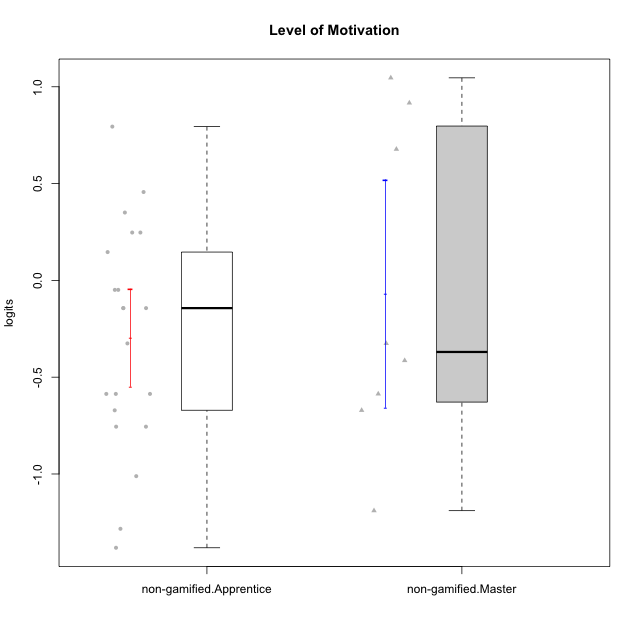 Level of Motivation
logits
1.0
0.5
0.0
-0.5
-1.0
non-gamified.Apprentice
non-gamified.Master